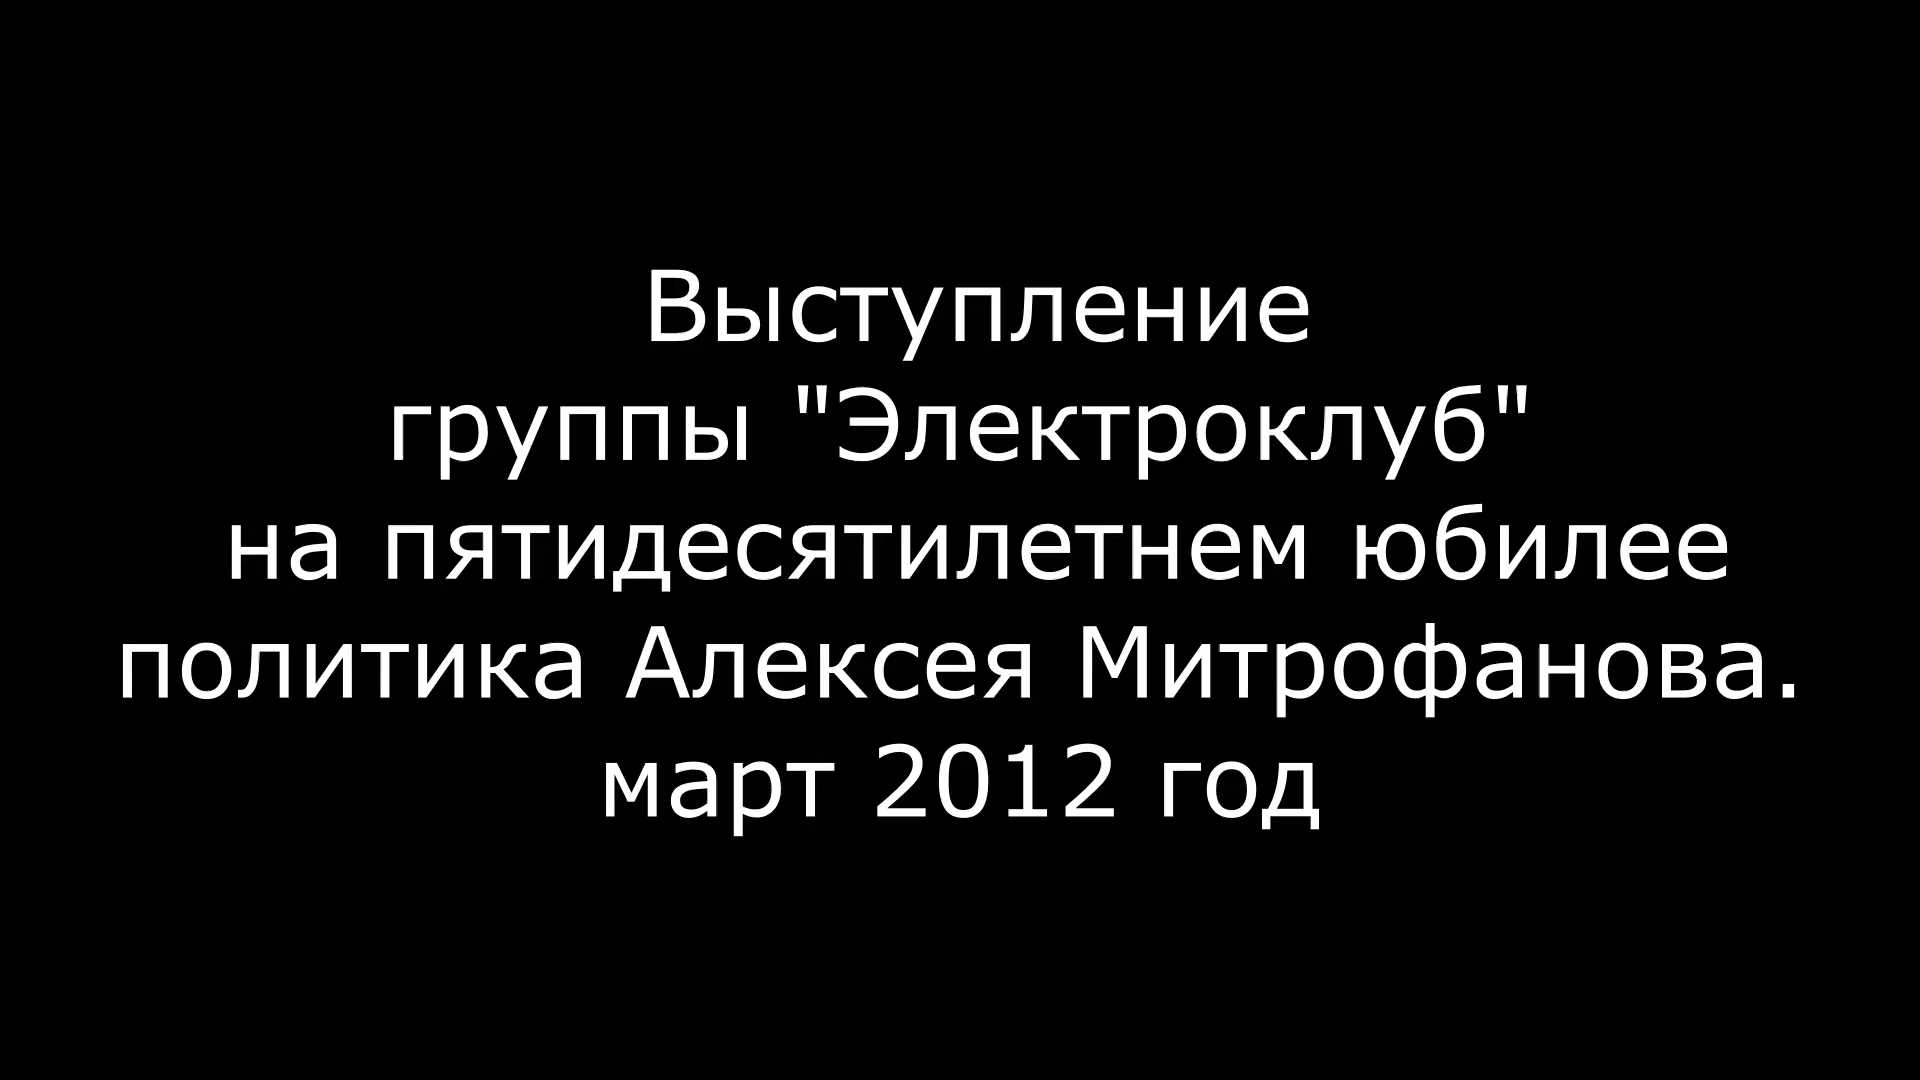 Выступление
группы "Электроклуб"
на пятидесятилетнем юбилее
политика Алексея Митрофанова.
март 2012 год